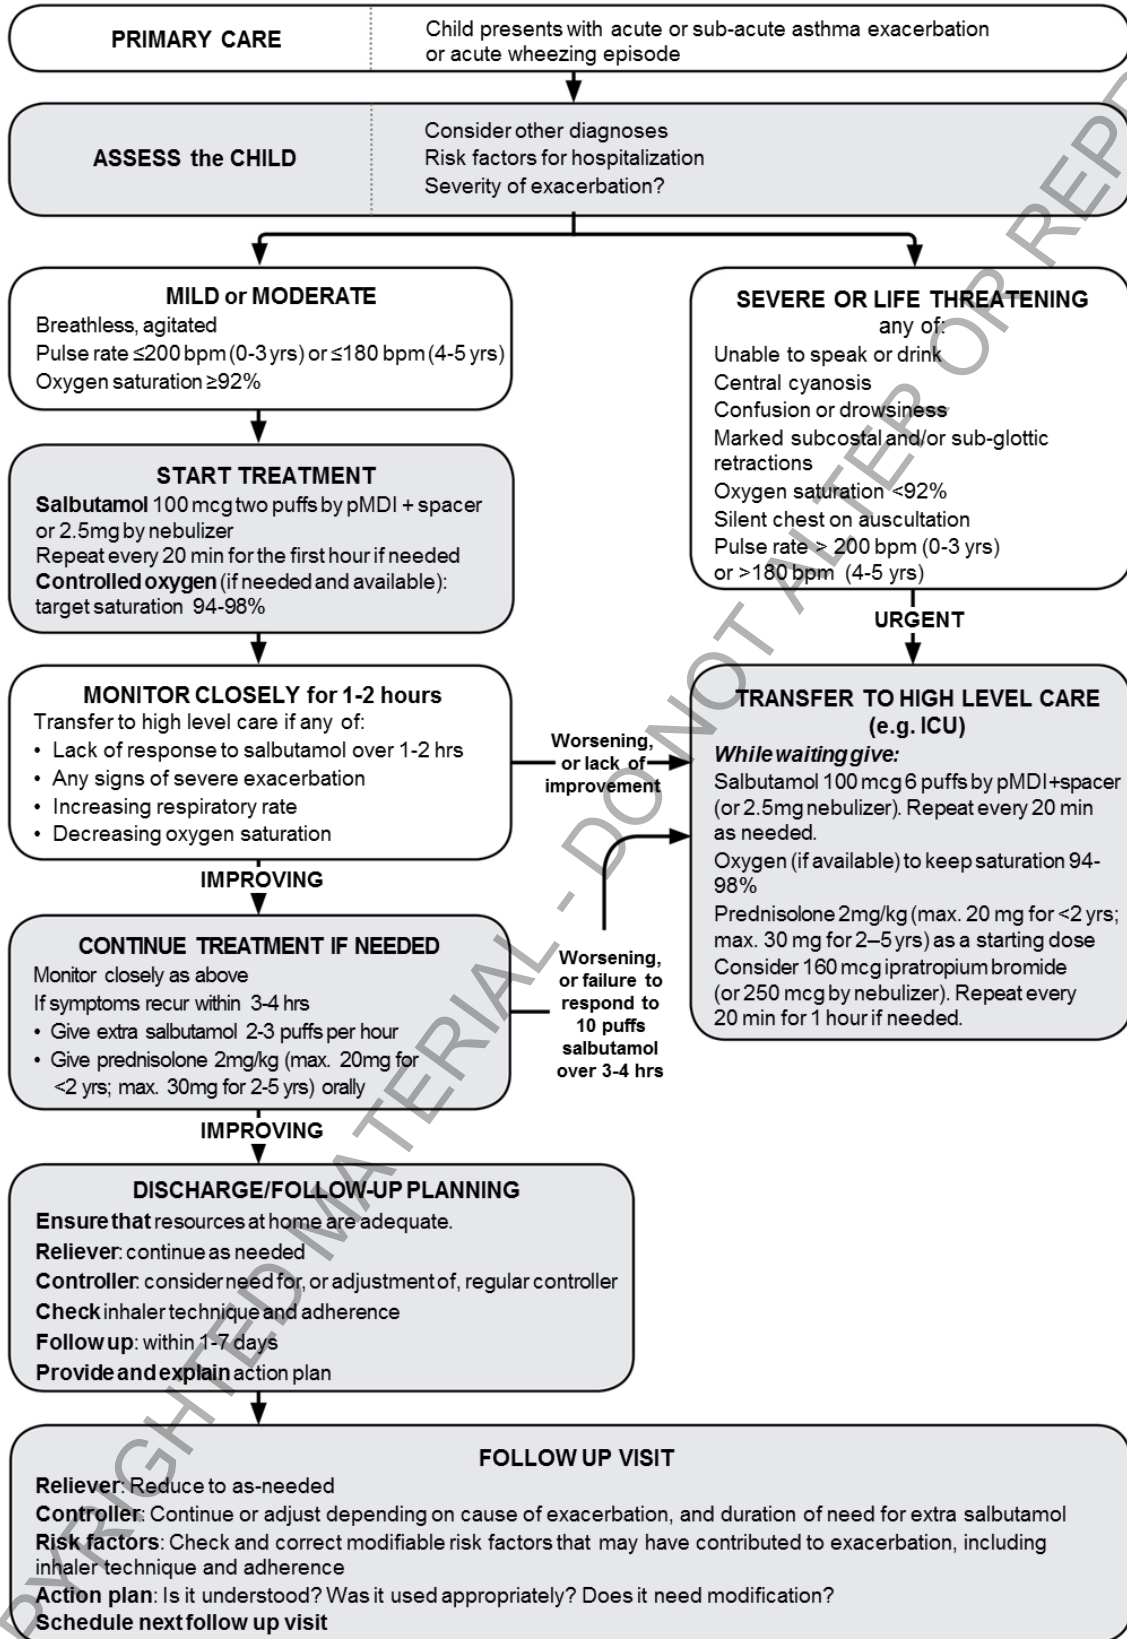 PRIMARY CARE
Child presents with acute or sub-acute asthma exacerbation
or acute wheezing episode
ASSESS the CHILD
Consider other diagnoses
Risk factors for hospitalization
Severity of exacerbation?
MILD or MODERATE
Breathless, agitated
Pulse rate ≤200 bpm (0-3 yrs) or ≤180 bpm (4-5 yrs)
Oxygen saturation ≥92%
SEVERE OR LIFE THREATENING
any of:
Unable to speak or drink
Central cyanosis
Confusion or drowsiness
Marked subcostal and/or sub-glottic
retractions
Oxygen saturation <92%
Silent chest on auscultation
Pulse rate > 200 bpm (0-3 yrs)
or >180 bpm (4-5 yrs)
START TREATMENT
Salbutamol 100 mcg two puffs by pMDI + spacer
or 2.5mg by nebulizer
Repeat every 20 min for the first hour if needed
Controlled oxygen (if needed and available):
target saturation 94-98%
URGENT
MONITOR CLOSELY for 1-2 hours
Transfer to high level care if any of:
• Lack of response to salbutamol over 1-2 hrs
• Any signs of severe exacerbation
• Increasing respiratory rate
• Decreasing oxygen saturation
Worsening,
or lack of
improvement
TRANSFER TO HIGH LEVEL CARE
(e.g. ICU)
While waiting give:
Salbutamol 100 mcg 6 puffs by pMDI+spacer
(or 2.5mg nebulizer). Repeat every 20 min
as needed.
Oxygen (if available) to keep saturation 94-
98%
Prednisolone 2mg/kg (max. 20 mg for <2 yrs;
max. 30 mg for 2–5 yrs) as a starting dose
Consider 160 mcg ipratropium bromide
(or 250 mcg by nebulizer). Repeat every
20 min for 1 hour if needed.
IMPROVING
CONTINUE TREATMENT IF NEEDED
Monitor closely as above
If symptoms recur within 3-4 hrs
• Give extra salbutamol 2-3 puffs per hour
• Give prednisolone 2mg/kg (max. 20mg for
<2 yrs; max. 30mg for 2-5 yrs) orally
Worsening,
or failure to
respond to
10 puffs
salbutamol
over 3-4 hrs
IMPROVING
DISCHARGE/FOLLOW-UP PLANNING
Ensure that resources at home are adequate.
Reliever: continue as needed
Controller: consider need for, or adjustment of, regular controller
Check inhaler technique and adherence
Follow up: within 1-7 days
Provide and explain action plan
FOLLOW UP VISIT
Reliever: Reduce to as-needed
Controller: Continue or adjust depending on cause of exacerbation, and duration of need for extra salbutamol
Risk factors: Check and correct modifiable risk factors that may have contributed to exacerbation, including
inhaler technique and adherence
Action plan: Is it understood? Was it used appropriately? Does it need modification?
Schedule next follow up visit
PYRIGHTED MATERIAL - DO NOT ALTER OR REP